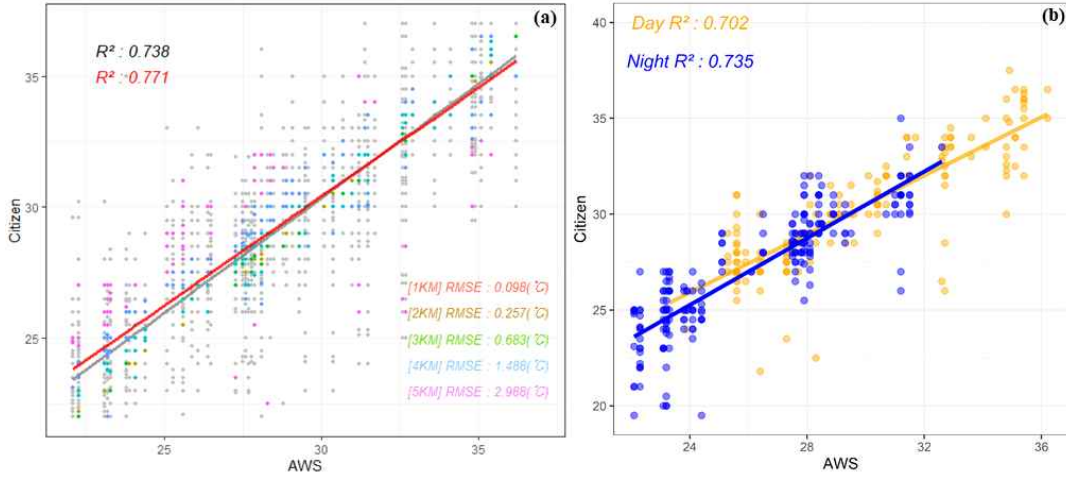 (a)
R² : 0.738
R² : 0.771
35
30
25
Citizen
[1KM] RMSE : 0.098(℃)
[2KM] RMSE : 0.257(℃)
[3KM] RMSE : 0.683(℃)
[4KM] RMSE : 1.486(℃)
[5KM] RMSE : 2.988(℃)
25 30 35
AWS
(b)
Day R² : 0.702
Night R² : 0.735
40
35
30
25
20
Citizen
24 28 32 36
AWS